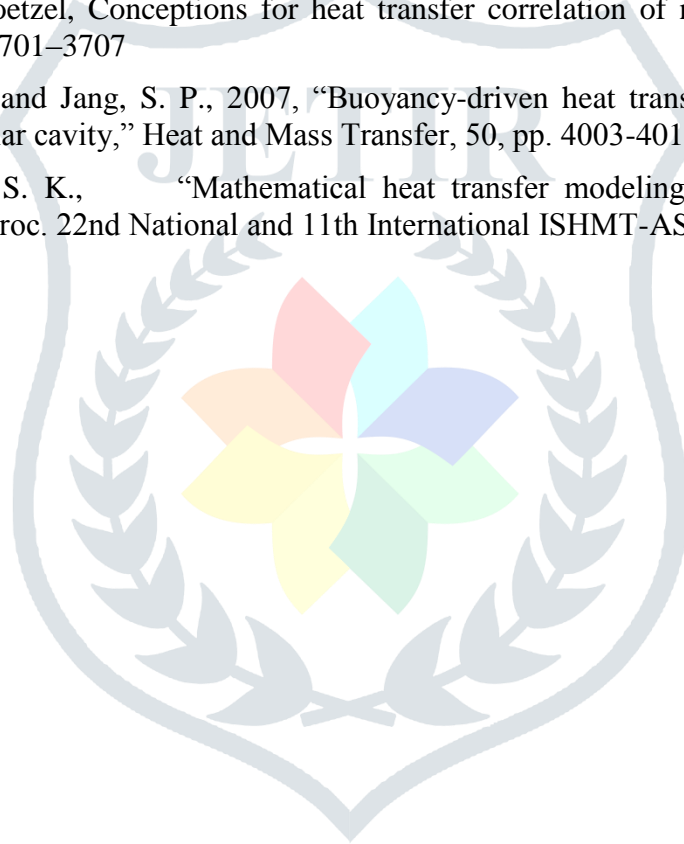 oetzel, Conceptions for heat transfer correlation of
701–3707
and Jang, S. P., 2007, “Buoyancy-driven heat trans
lar cavity,” Heat and Mass Transfer, 50, pp. 4003-401
S. K., “Mathematical heat transfer modeling
roc. 22nd National and 11th International ISHMT-AS
JETIR